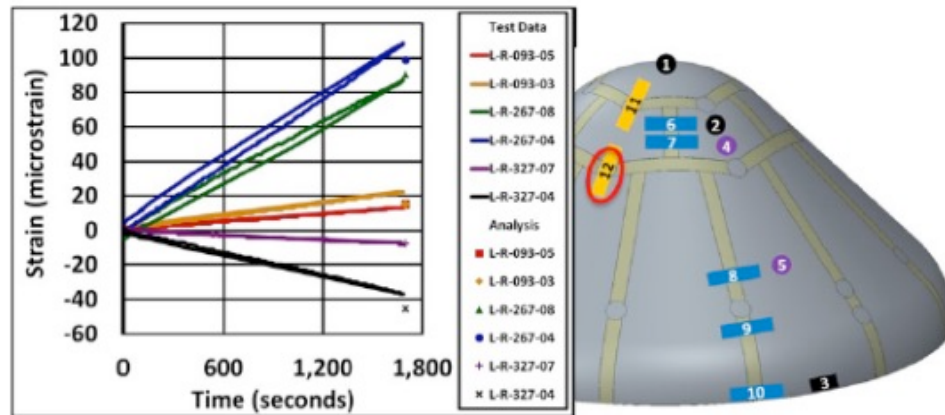 120
100
80
60
40
20
0
-20
-40
-60
Strain (microstrain)
0
600
1,200
1,800
Time (seconds)
Test Data
L-R-093-05
L-R-093-03
L-R-267-08
L-R-267-04
L-R-327-07
L-R-327-04
Analysis
L-R-093-05
L-R-093-03
L-R-267-08
L-R-267-04
L-R-327-07
L-R-327-04
1
11
6
2
7
4
12
5
8
9
3
10